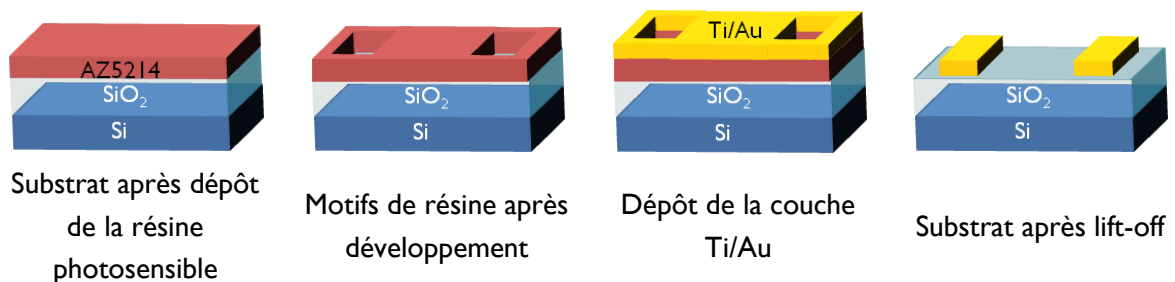 AZ5214
SiO2
Si
Substrat après dépôt
de la résine
photosensible
SiO2
Si
Motifs de résine après
développement
Ti/Au
SiO2
Si
Dépôt de la couche
Ti/Au
SiO2
Si
Substrat après lift-off